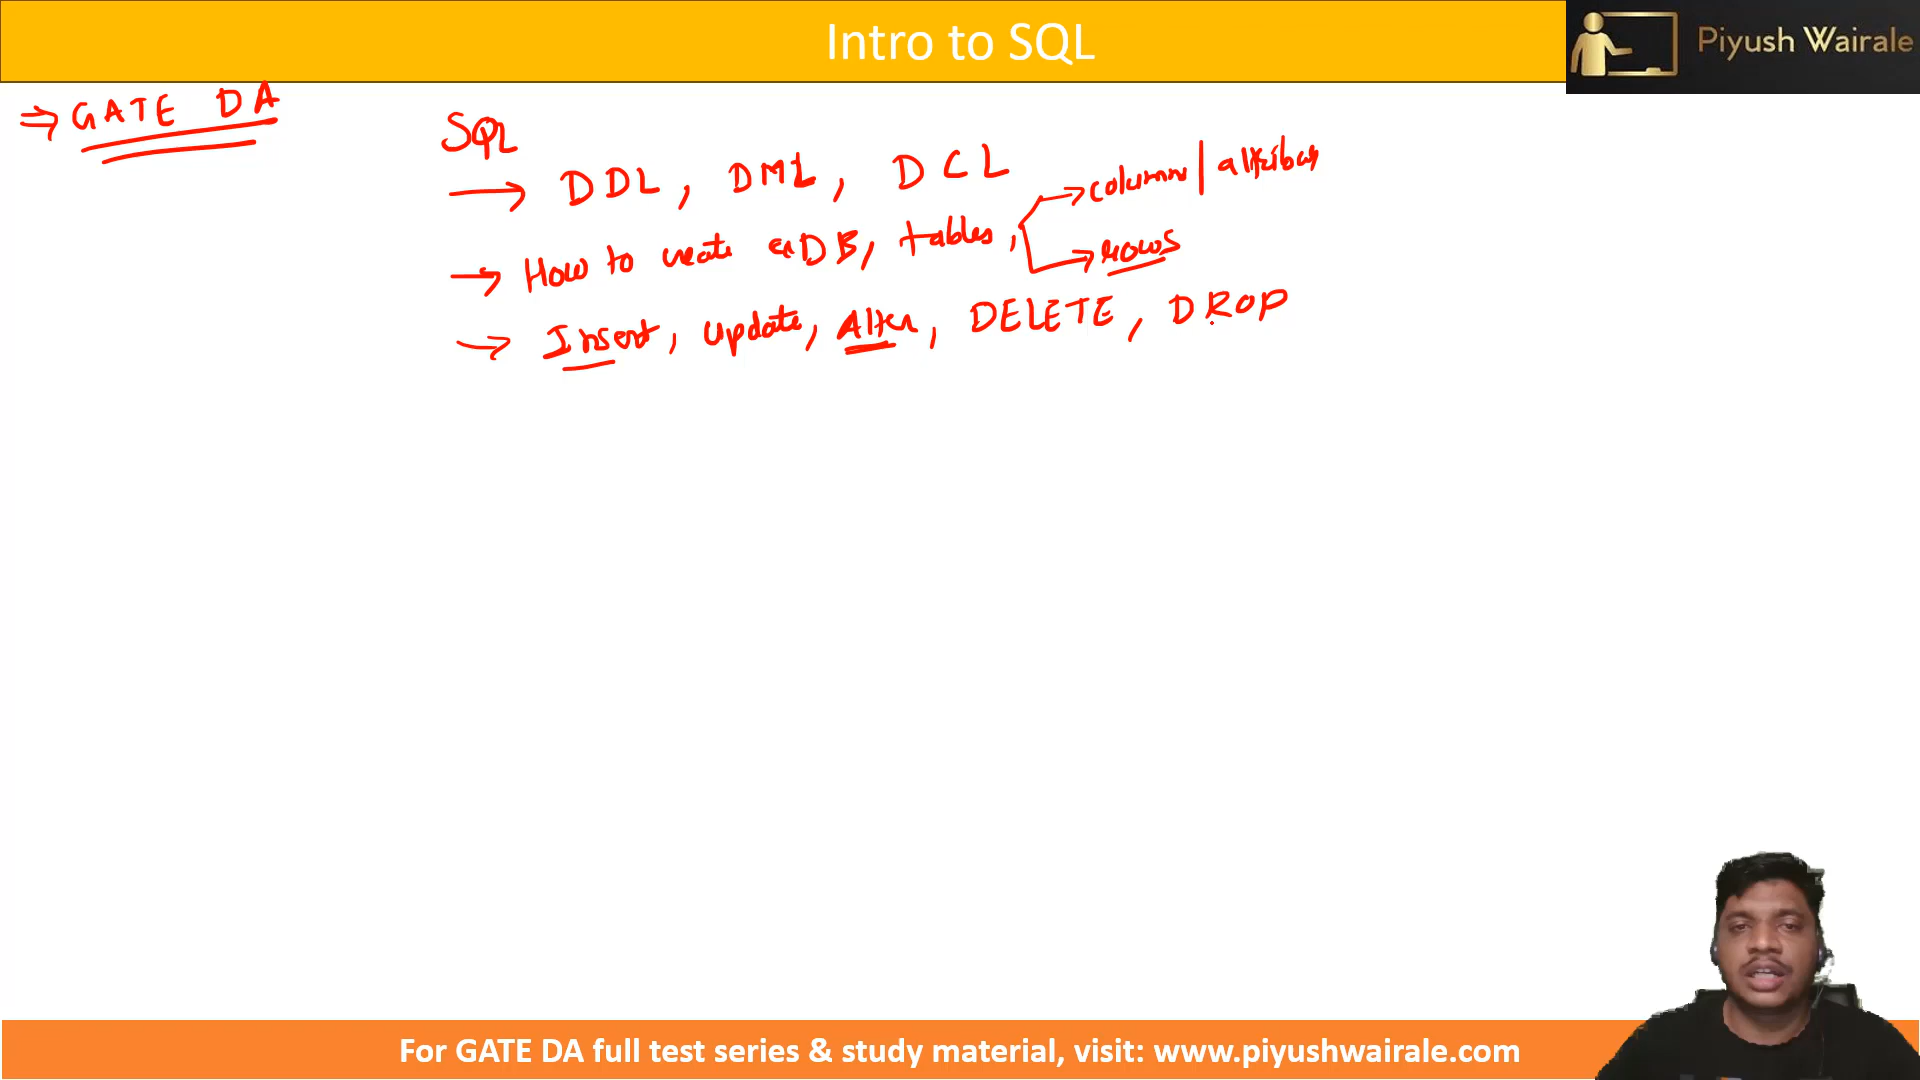 Intro to SQL
Piyush Wairale
⇒ GATE DA
SQL
→ DDL, DML, DCL
→ column | attributes
→ How to create a DB, tables,
→ rows
→ Insert, update, Alter, DELETE, DROP
For GATE DA full test series & study material, visit: www.piyushwairale.com